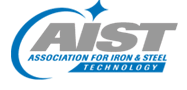 AIST
ASSOCIATION FOR IRON & STEEL
TECHNOLOGY